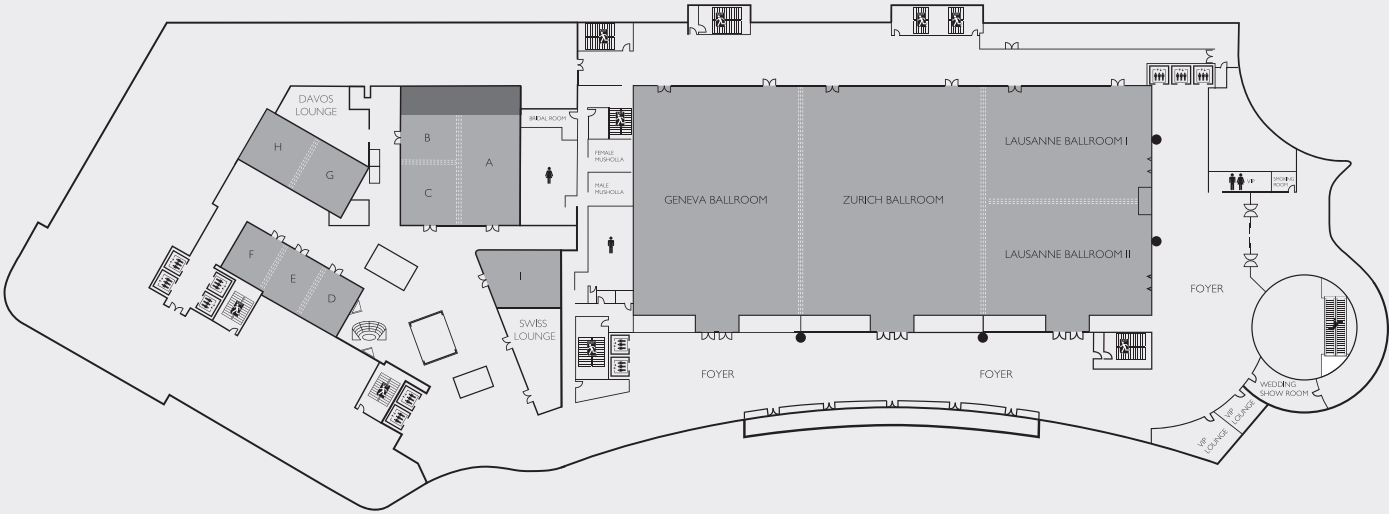 DAVOS
LOUNGE
H
G
B
A
C
BRIDAL ROOM
FEMALE
MUSHOLLA
MALE
MUSHOLLA
F
E
D
I
SWISS
LOUNGE
GENEVA BALLROOM
ZURICH BALLROOM
LAUSANNE BALLROOM I
LAUSANNE BALLROOM II
VIP
SMOKING
ROOM
FOYER
FOYER
FOYER
WEDDING
SHOW ROOM
VIP
LOUNGE
VIP
LOUNGE